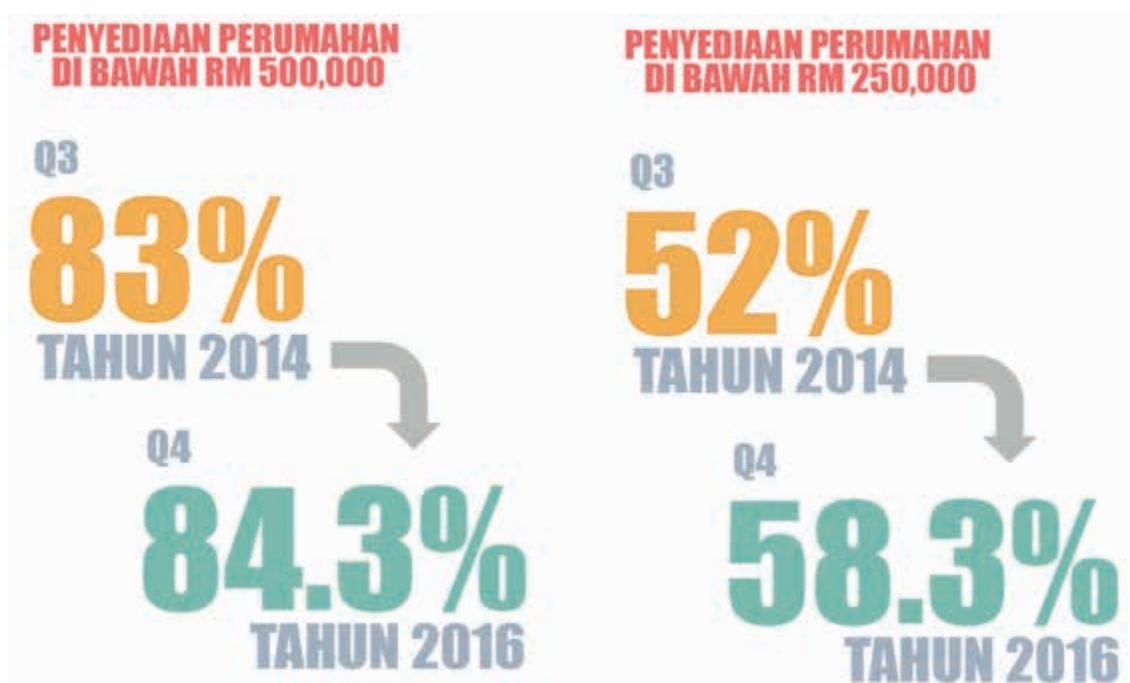 PENYEDIAAN PERUMAHAN
DI BAWAH RM 500,000
Q3
83%
TAHUN 2014
Q4
84.3%
TAHUN 2016
PENYEDIAAN PERUMAHAN
DI BAWAH RM 250,000
Q3
52%
TAHUN 2014
Q4
58.3%
TAHUN 2016